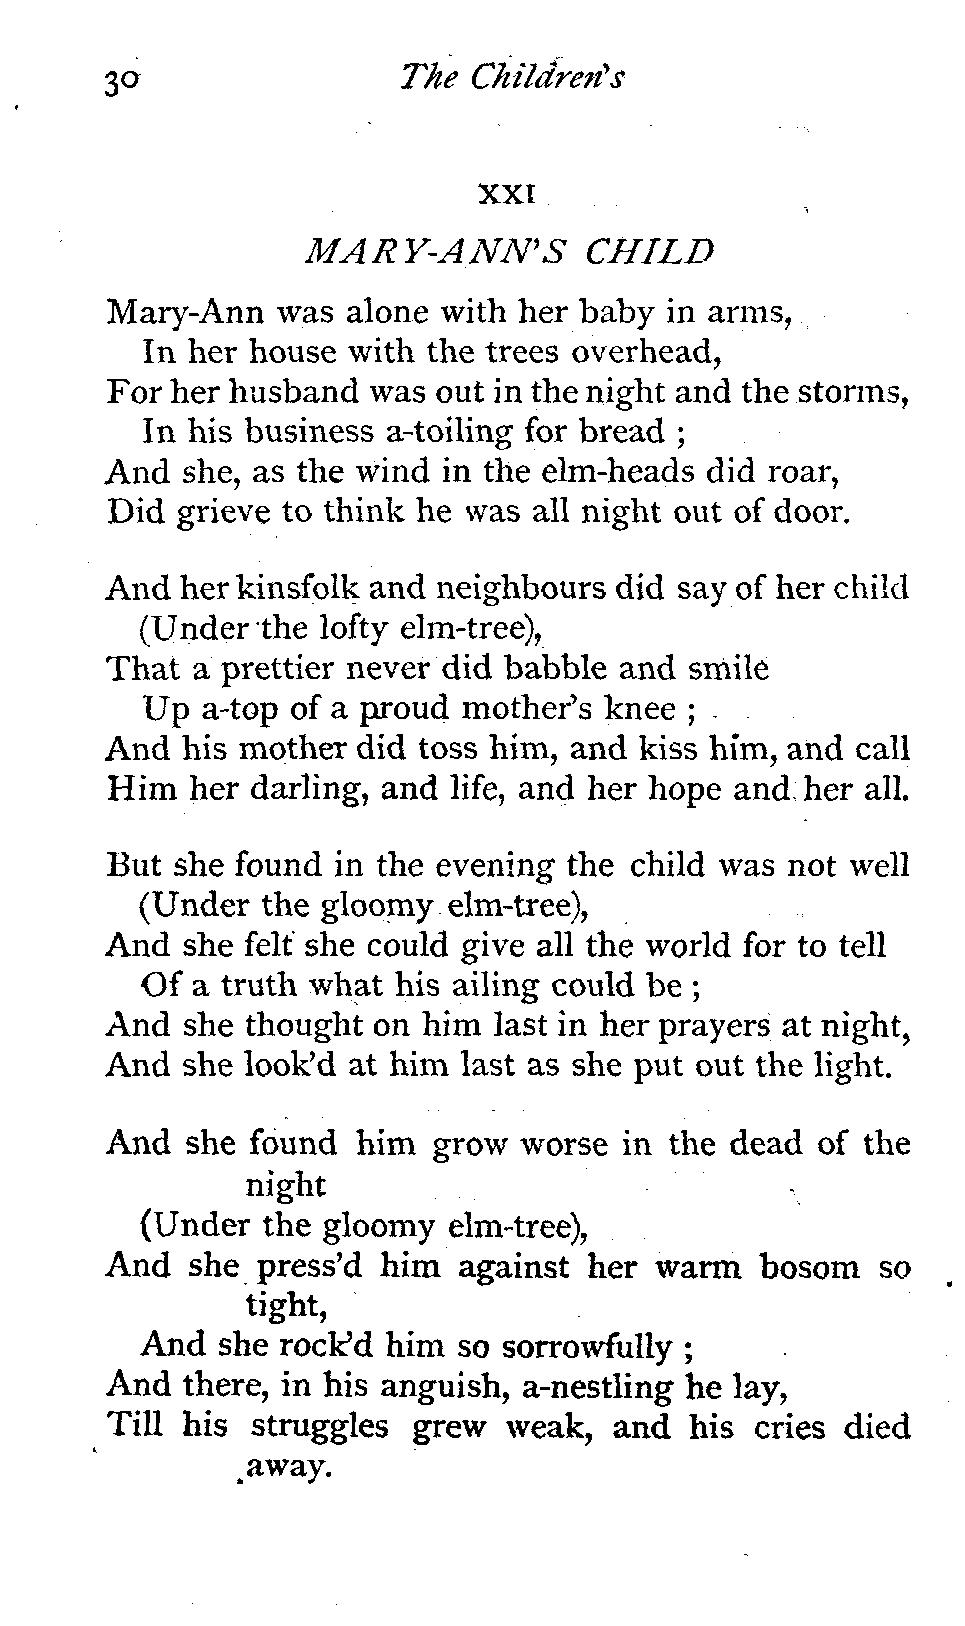 30 The Children's
XXI
MARY-ANN'S CHILD
Mary-Ann was alone with her baby in arms,
In her house with the trees overhead,
For her husband was out in the night and the storms,
In his business a-toiling for bread ;
And she, as the wind in the elm-heads did roar,
Did grieve to think he was all night out of door.
And her kinsfolk and neighbours did say of her child
(Under the lofty elm-tree),
That a prettier never did babble and smile
Up a-top of a proud mother's knee ;
And his mother did toss him, and kiss him, and call
Him her darling, and life, and her hope and her all.
But she found in the evening the child was not well
(Under the gloomy elm-tree),
And she felt she could give all the world for to tell
Of a truth what his ailing could be ;
And she thought on him last in her prayers at night,
And she look'd at him last as she put out the light.
And she found him grow worse in the dead of the
night
(Under the gloomy elm-tree),
And she press'd him against her warm bosom so
tight,
And she rock'd him so sorrowfully ;
And there, in his anguish, a-nestling he lay,
Till his struggles grew weak, and his cries died
away.